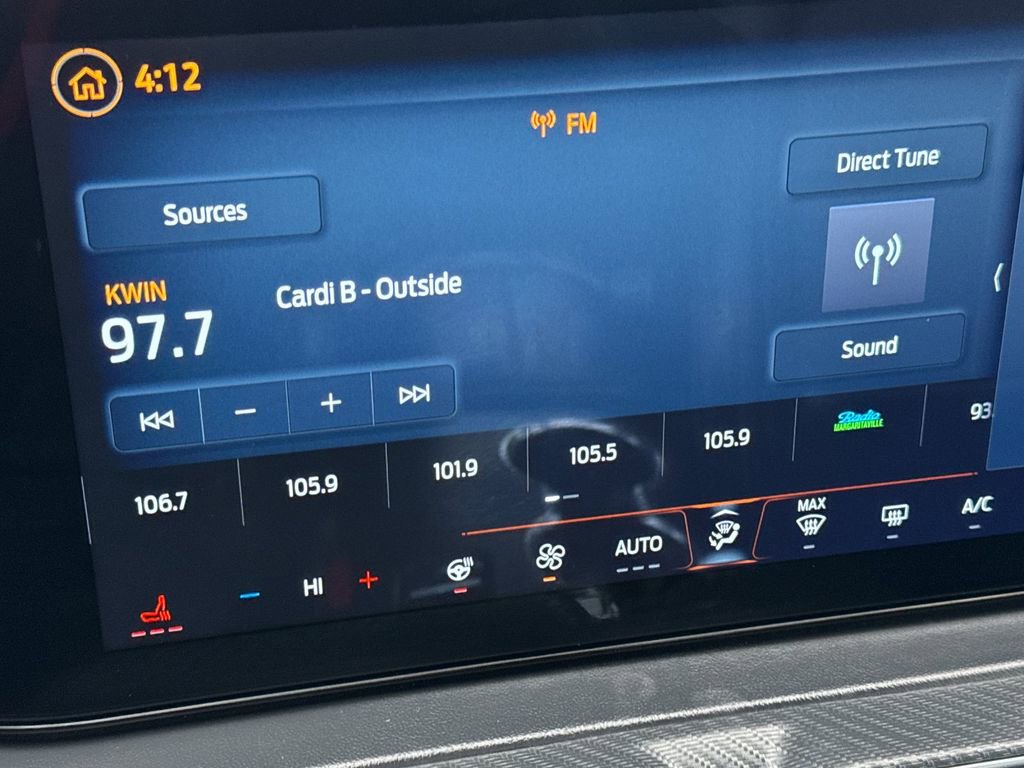 4:12
FM
Direct Tune
Sources
KWIN
97.7
Cardi B - Outside
Sound
106.7
105.9
101.9
105.5
105.9
Radio
MARGARITAVILLE
93.
HI
AUTO
MAX
A/C